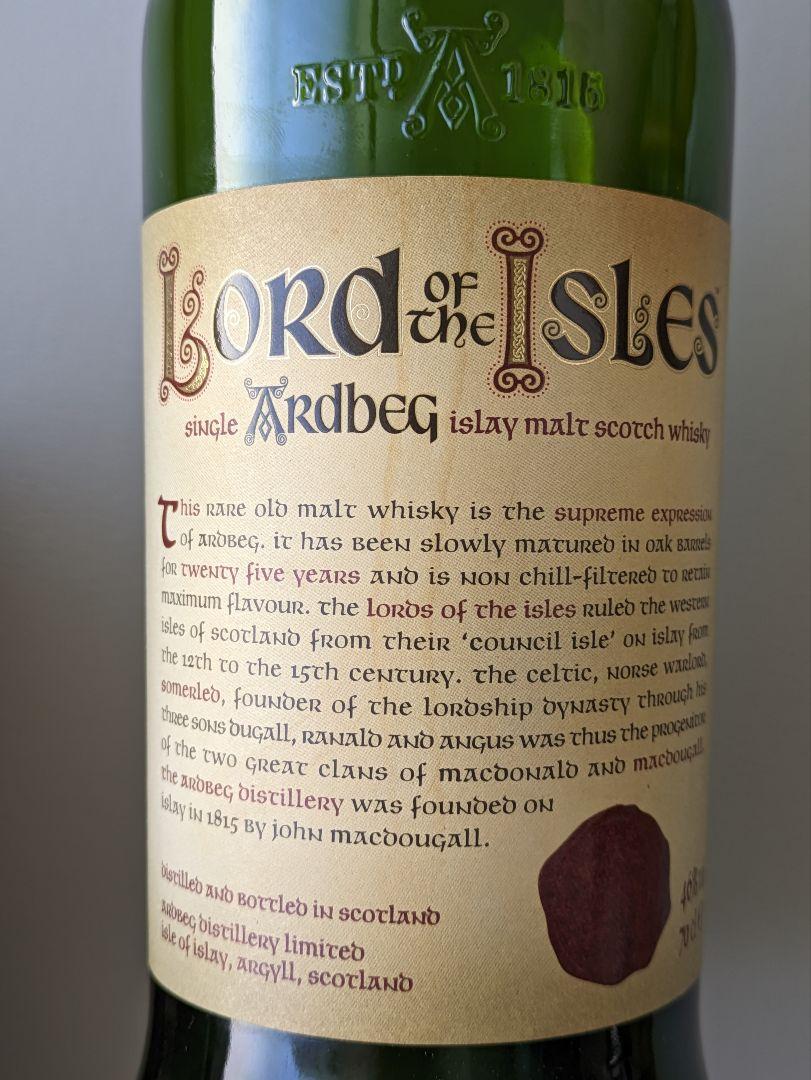 ESTD A 1815
LORD OF the ISLES
single ARdBEG islay malt scotch whisky
This RARE old malt whisky is the supreme expression
of ARDBEG. it has BEEN slowly matured in oak BARRELS
for twenty five years AND is NON chill-filtered to retain
maximum flavour. the lords of the isles ruled the western
isles of scotland from their 'council isle' on islay from
the 12th to the 15th century. the celtic, NORSE warlord,
somerled, founder of the lordship dynasty through his
three sons dugall, RANAld AND ANGUS was thus the progenitor
of the two great clans of macdonald AND macdougall.
the ARDBEG distillery was founded on
islay in 1815 By john macdougall.
distilled AND Bottled in scotland
ARDBEG distillery limited
isle of islay, ARGyll, scotland
46%
70 cl